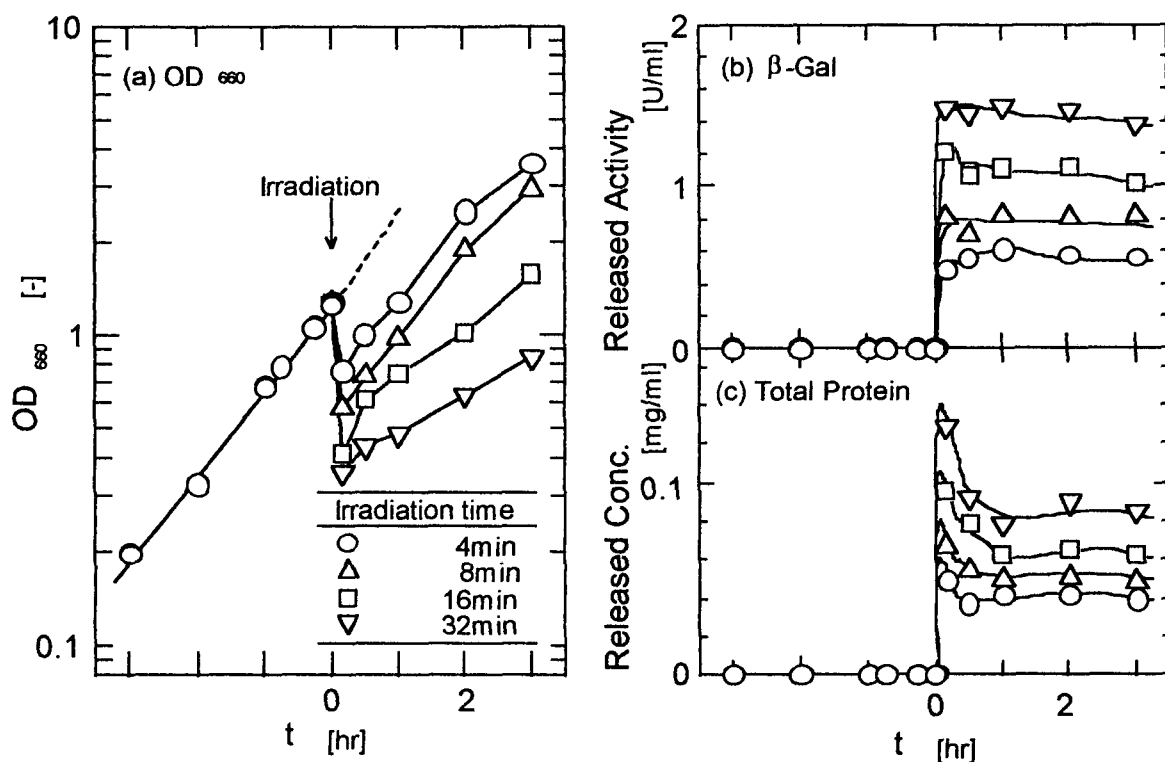 10
(a) OD 660
Irradiation
1
0.1
OD 660 [-]
Irradiation time
4min
8min
16min
32min
0
2
t [hr]
2
(b) β-Gal
1
0
Released Activity [U/ml]
(c) Total Protein
0.1
0
Released Conc. [mg/ml]
0
2
t [hr]